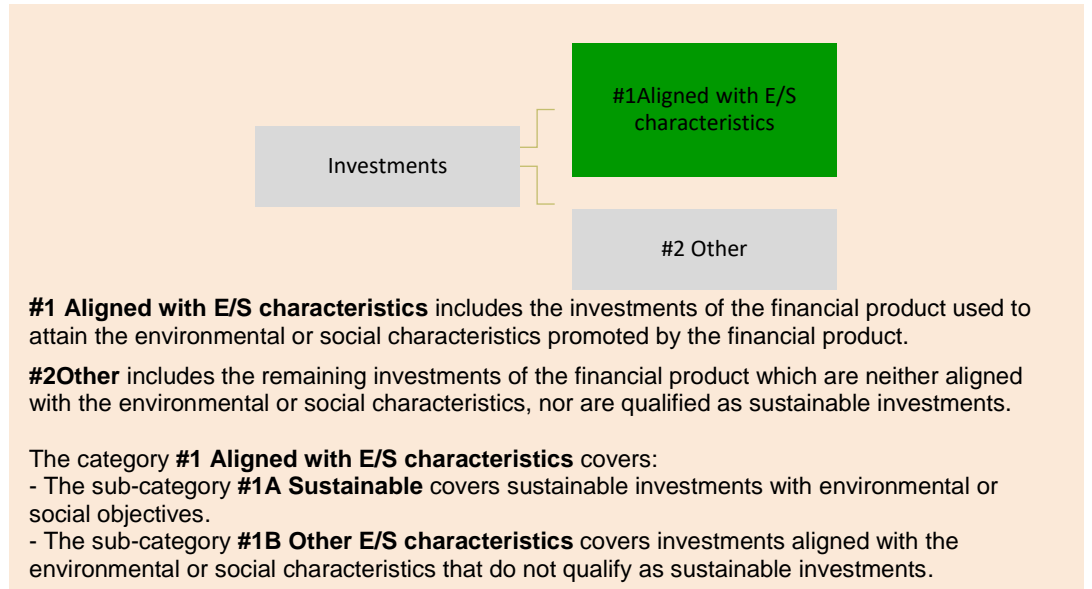 #1Aligned with E/S
characteristics
Investments
#2 Other
#1 Aligned with E/S characteristics includes the investments of the financial product used to
attain the environmental or social characteristics promoted by the financial product.
#2Other includes the remaining investments of the financial product which are neither aligned
with the environmental or social characteristics, nor are qualified as sustainable investments.
The category #1 Aligned with E/S characteristics covers:
- The sub-category #1A Sustainable covers sustainable investments with environmental or
social objectives.
- The sub-category #1B Other E/S characteristics covers investments aligned with the
environmental or social characteristics that do not qualify as sustainable investments.